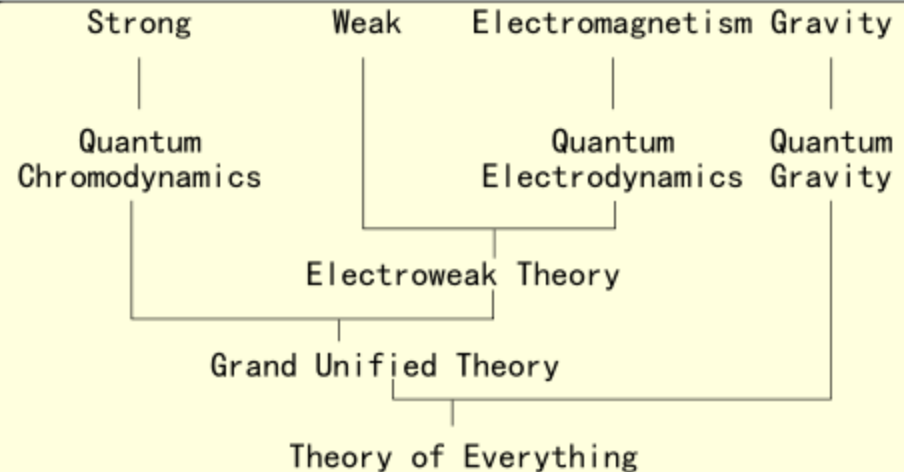 Strong Weak Electromagnetism Gravity
Quantum Chromodynamics Quantum Electrodynamics Quantum Gravity
Electroweak Theory
Grand Unified Theory
Theory of Everything